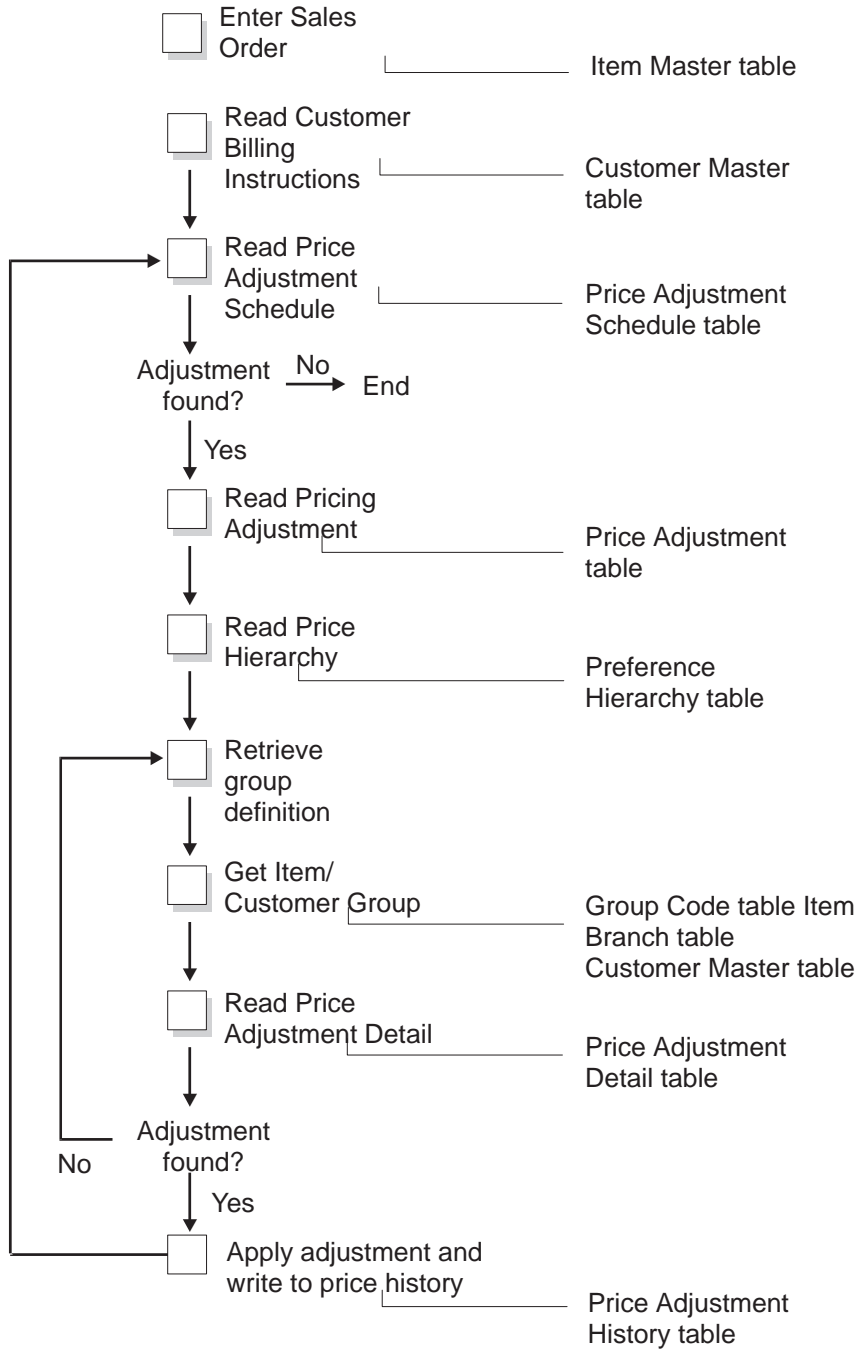 Enter Sales
Order
Item Master table
Read Customer
Billing
Instructions
Customer Master
table
Read Price
Adjustment
Schedule
Price Adjustment
Schedule table
Adjustment
found?
No
End
Yes
Read Pricing
Adjustment
Price Adjustment
table
Read Price
Hierarchy
Preference
Hierarchy table
Retrieve
group
definition
Get Item/
Customer Group
Group Code table Item
Branch table
Customer Master table
Read Price
Adjustment Detail
Price Adjustment
Detail table
Adjustment
found?
No
Yes
Apply adjustment and
write to price history
Price Adjustment
History table